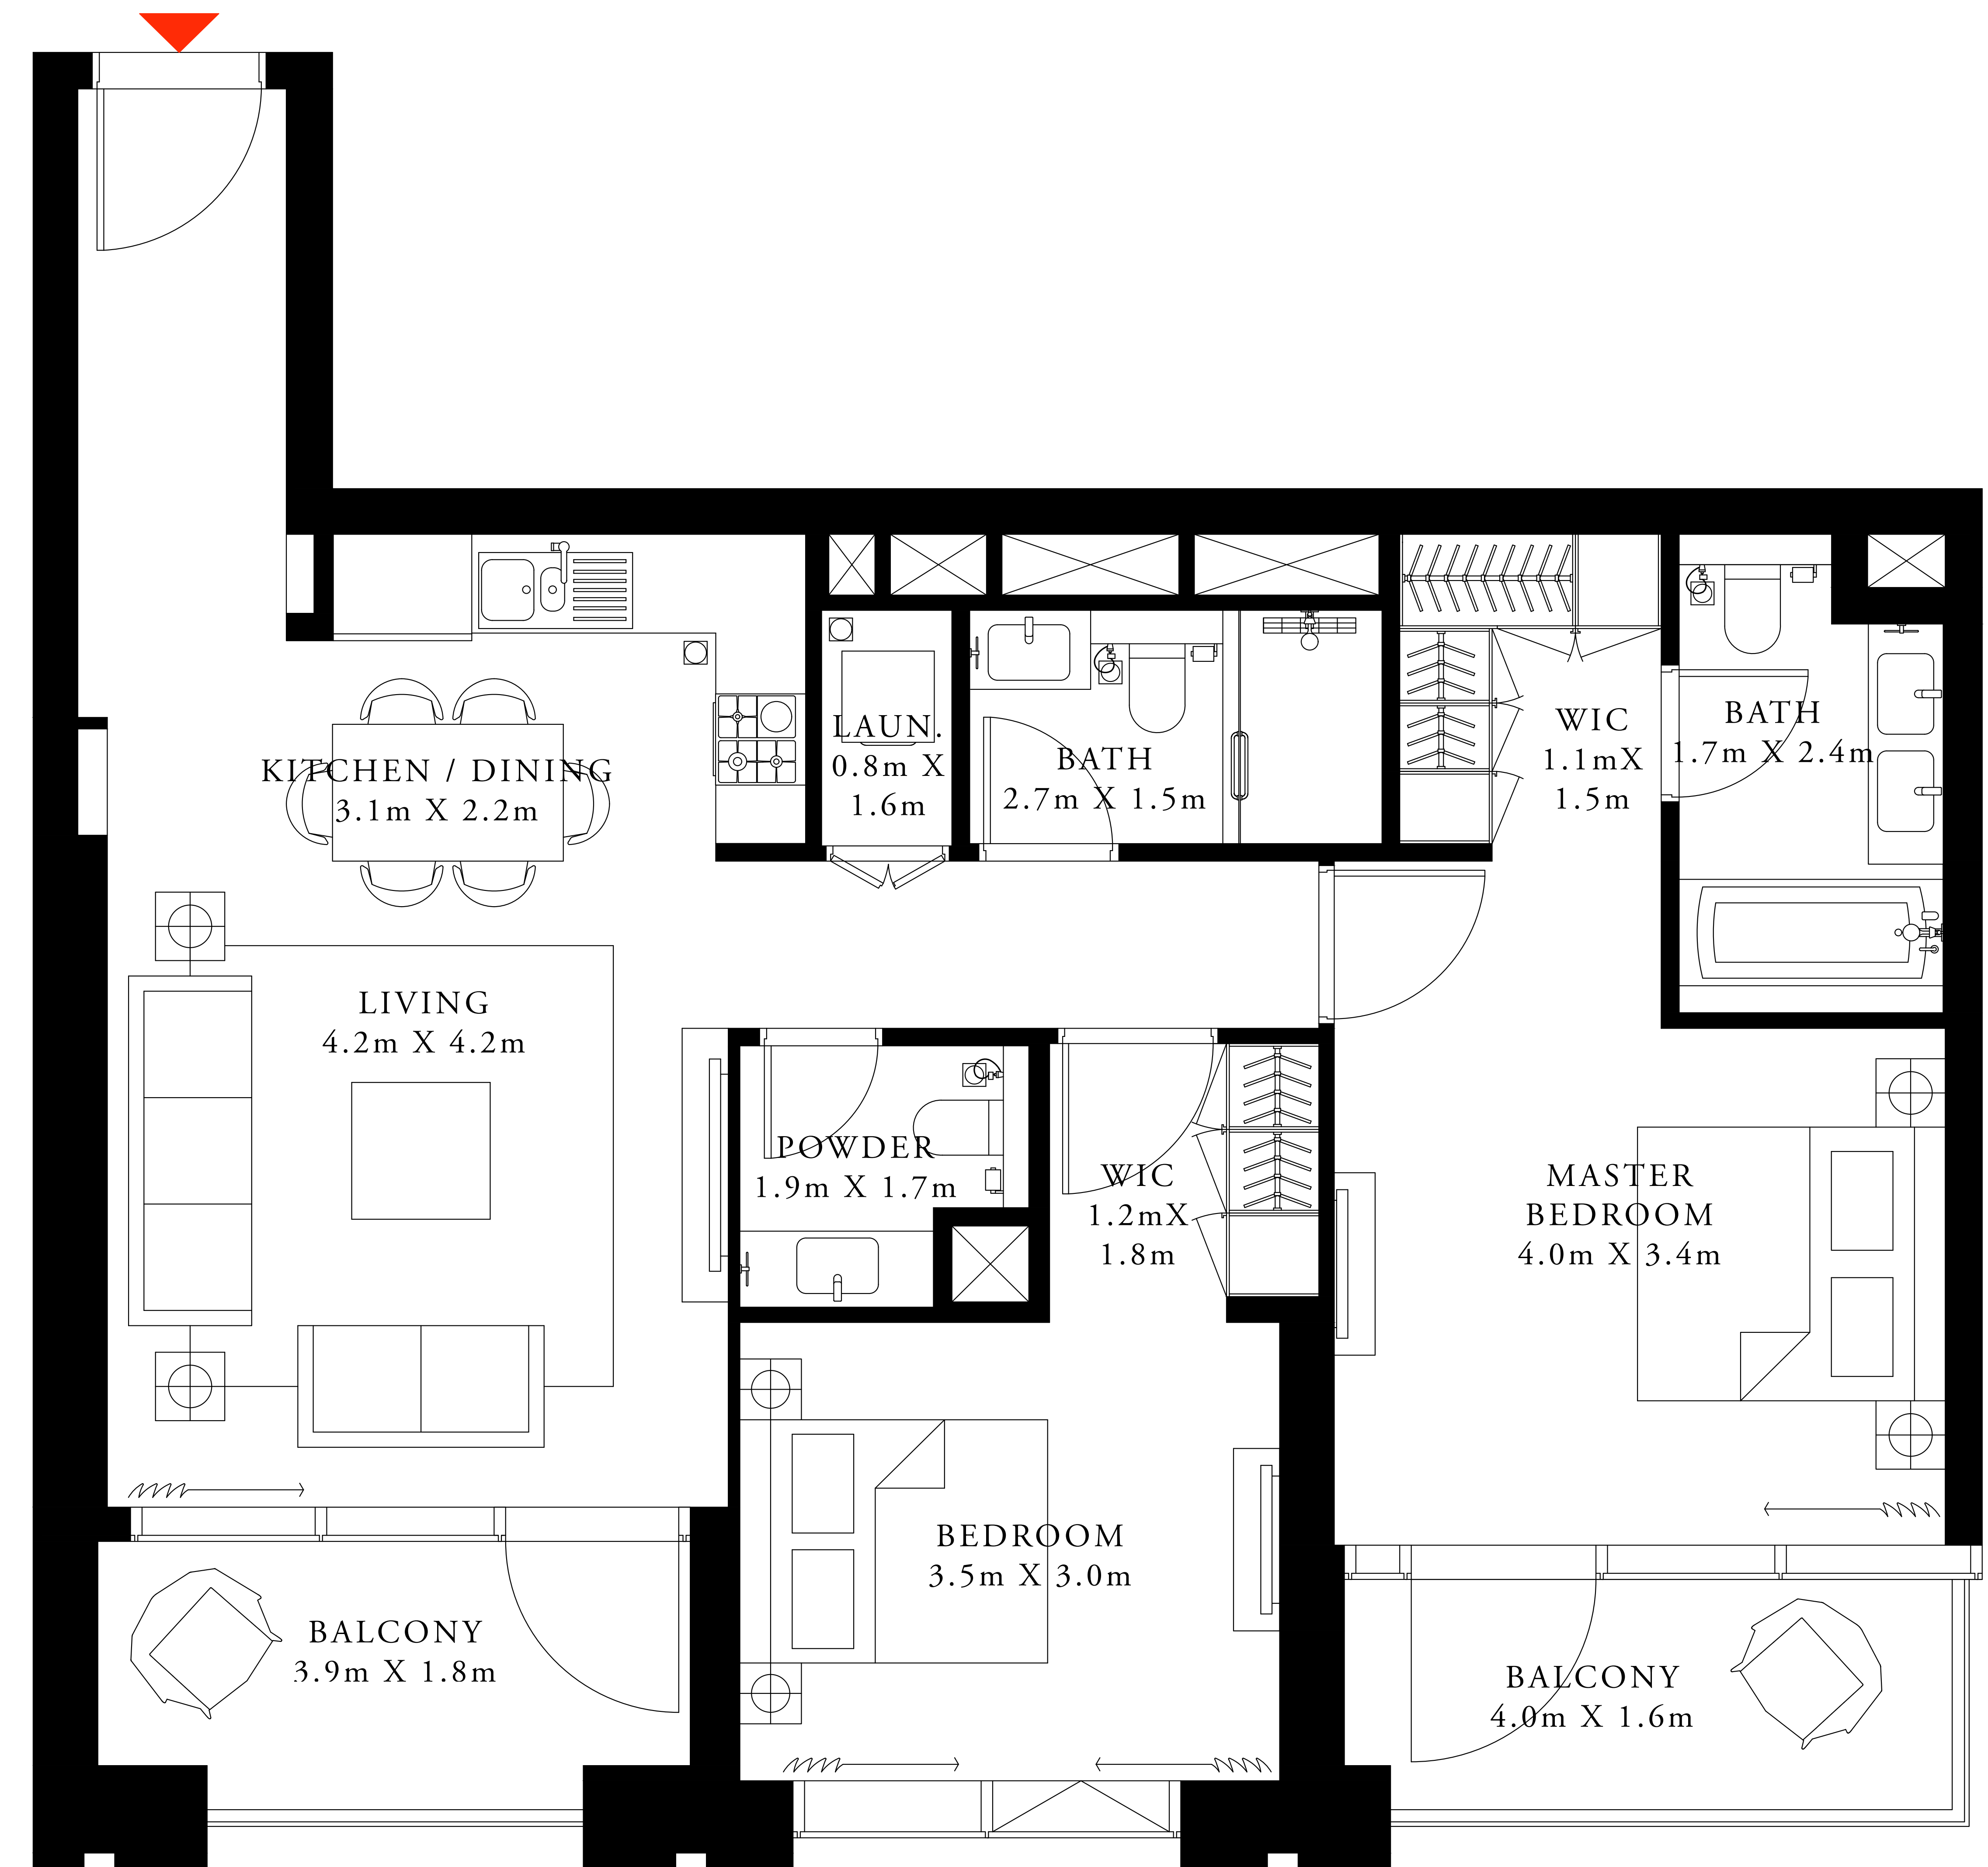 KITCHEN / DINING
3.1m X 2.2m
LAUN.
0.8m X
1.6m
BATH
2.7m X 1.5m
WIC
1.1mX
1.5m
BATH
1.7m X 2.4m
LIVING
4.2m X 4.2m
POWDER
1.9m X 1.7m
WIC
1.2mX
1.8m
MASTER
BEDROOM
4.0m X 3.4m
BEDROOM
3.5m X 3.0m
BALCONY
3.9m X 1.8m
BALCONY
4.0m X 1.6m